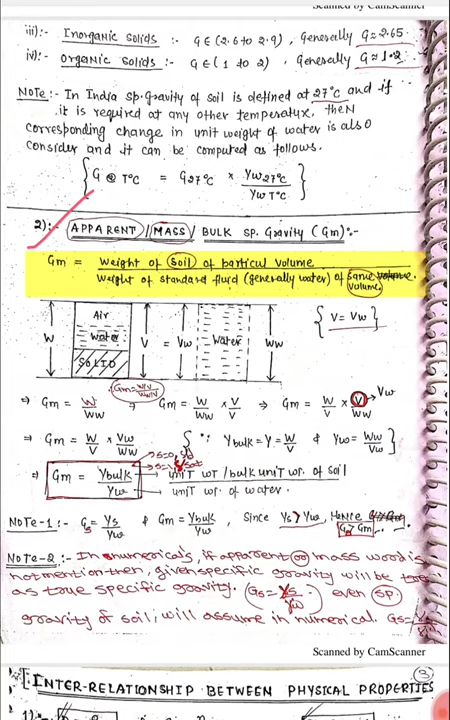 Scanned by CamScanner
iii):- Inorganic solids :- G ∈ (2.6 to 2.9), Generally G ≈ 2.65.
iv):- organic solids :- G ∈ (1 to 2), Generally G ≈ 1.2
NOTE:- In India sp. Gravity of soil is defined at 27°C and if
it is required at any other temperature, theN
corresponding change in unit weight of water is also
consider and it can be computed as follows.
{ G @ T°C = G27°C × γw27°C / γw T°C }
2):- APPARENT / MASS / BULK sp. Gravity (Gm):-
Gm = Weight of soil of particul volume
Weight of standard fluid (generally water) of same volume.
Air
W water V = Vw Water Ww { V = Vw }
SOLID
Gm = W/V / Ww/V
⇒ Gm = W/Ww ⇒ Gm = W/Ww × V/V ⇒ Gm = W/V × V/Ww → Vw
⇒ Gm = W/V × Vw/Ww { ∵ γbulk = γ = W/V & γw = Ww/Vw }
⇒ Gm = γbulk / γw → uniT wT / bulk uniT wT. of soil
→ unit wT. of water.
NOTE-1:- Gs = γs/γw & Gm = γbulk/γw, Since γs > γw, Hence Gs > Gm.
NOTE-2:- In numericals, if apparent or mass word is
not mention then, given specific gravity will be
as true specific gravity. (Gs = γs/γw) even sp.
gravity of soil, will assume in numerical. Gs =
Scanned by CamScanner
3
INTER-RELATIONSHIP BETWEEN PHYSICAL PROPERTIES
1):-